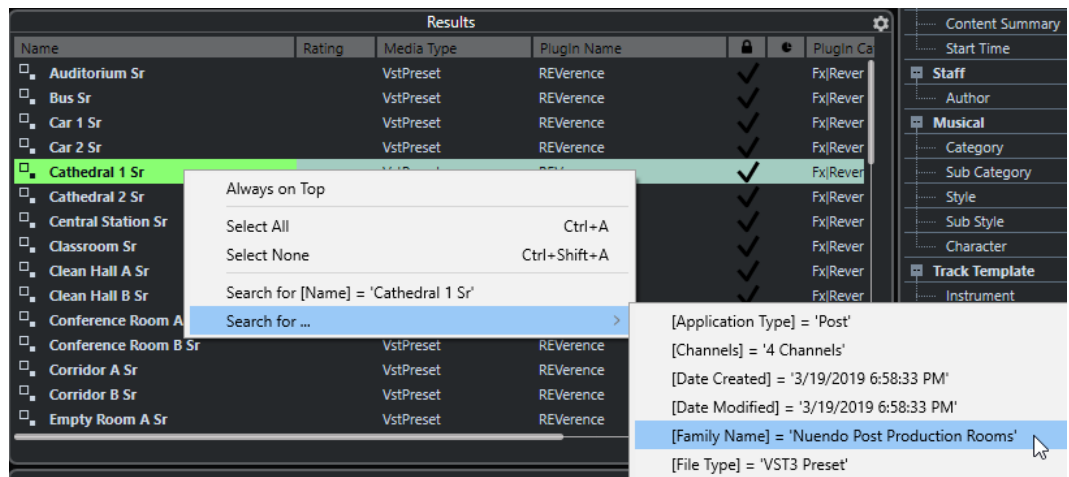 Results
Name Rating Media Type PlugIn Name PlugIn Ca
Auditorium Sr VstPreset REVerence Fx|Rever
Bus Sr VstPreset REVerence Fx|Rever
Car 1 Sr VstPreset REVerence Fx|Rever
Car 2 Sr VstPreset REVerence Fx|Rever
Cathedral 1 Sr Fx|Rever
Cathedral 2 Sr Fx|Rever
Central Station Sr Fx|Rever
Classroom Sr Fx|Rever
Clean Hall A Sr Fx|Rever
Clean Hall B Sr Fx|Rever
Conference Room A
Conference Room B Sr VstPreset REVerence
Corridor A Sr VstPreset REVerence
Corridor B Sr VstPreset REVerence
Empty Room A Sr VstPreset REVerence
Always on Top
Select All Ctrl+A
Select None Ctrl+Shift+A
Search for [Name] = 'Cathedral 1 Sr'
Search for ...
[Application Type] = 'Post'
[Channels] = '4 Channels'
[Date Created] = '3/19/2019 6:58:33 PM'
[Date Modified] = '3/19/2019 6:58:33 PM'
[Family Name] = 'Nuendo Post Production Rooms'
[File Type] = 'VST3 Preset'
Content Summary
Start Time
Staff
Author
Musical
Category
Sub Category
Style
Sub Style
Character
Track Template
Instrument